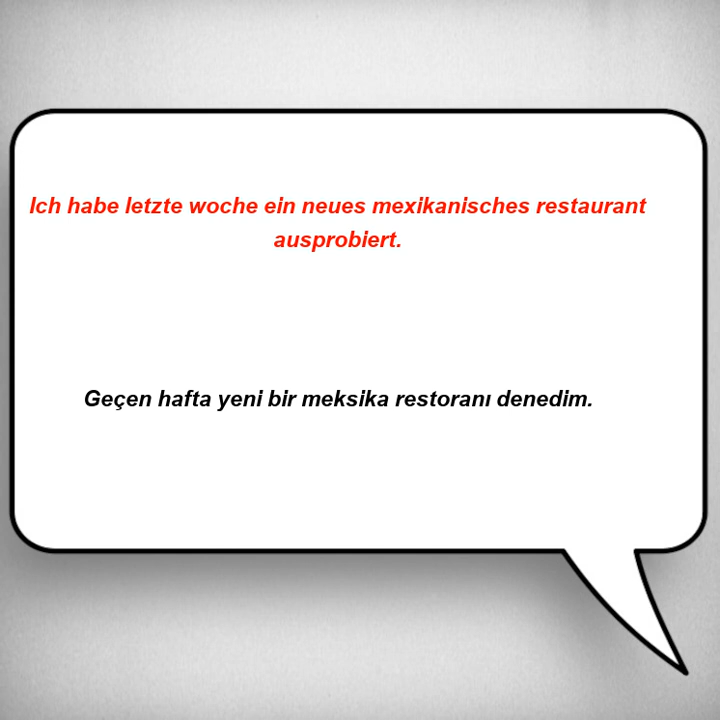 Ich habe letzte woche ein neues mexikanisches restaurant
ausprobiert.
Geçen hafta yeni bir meksika restoranı denedim.